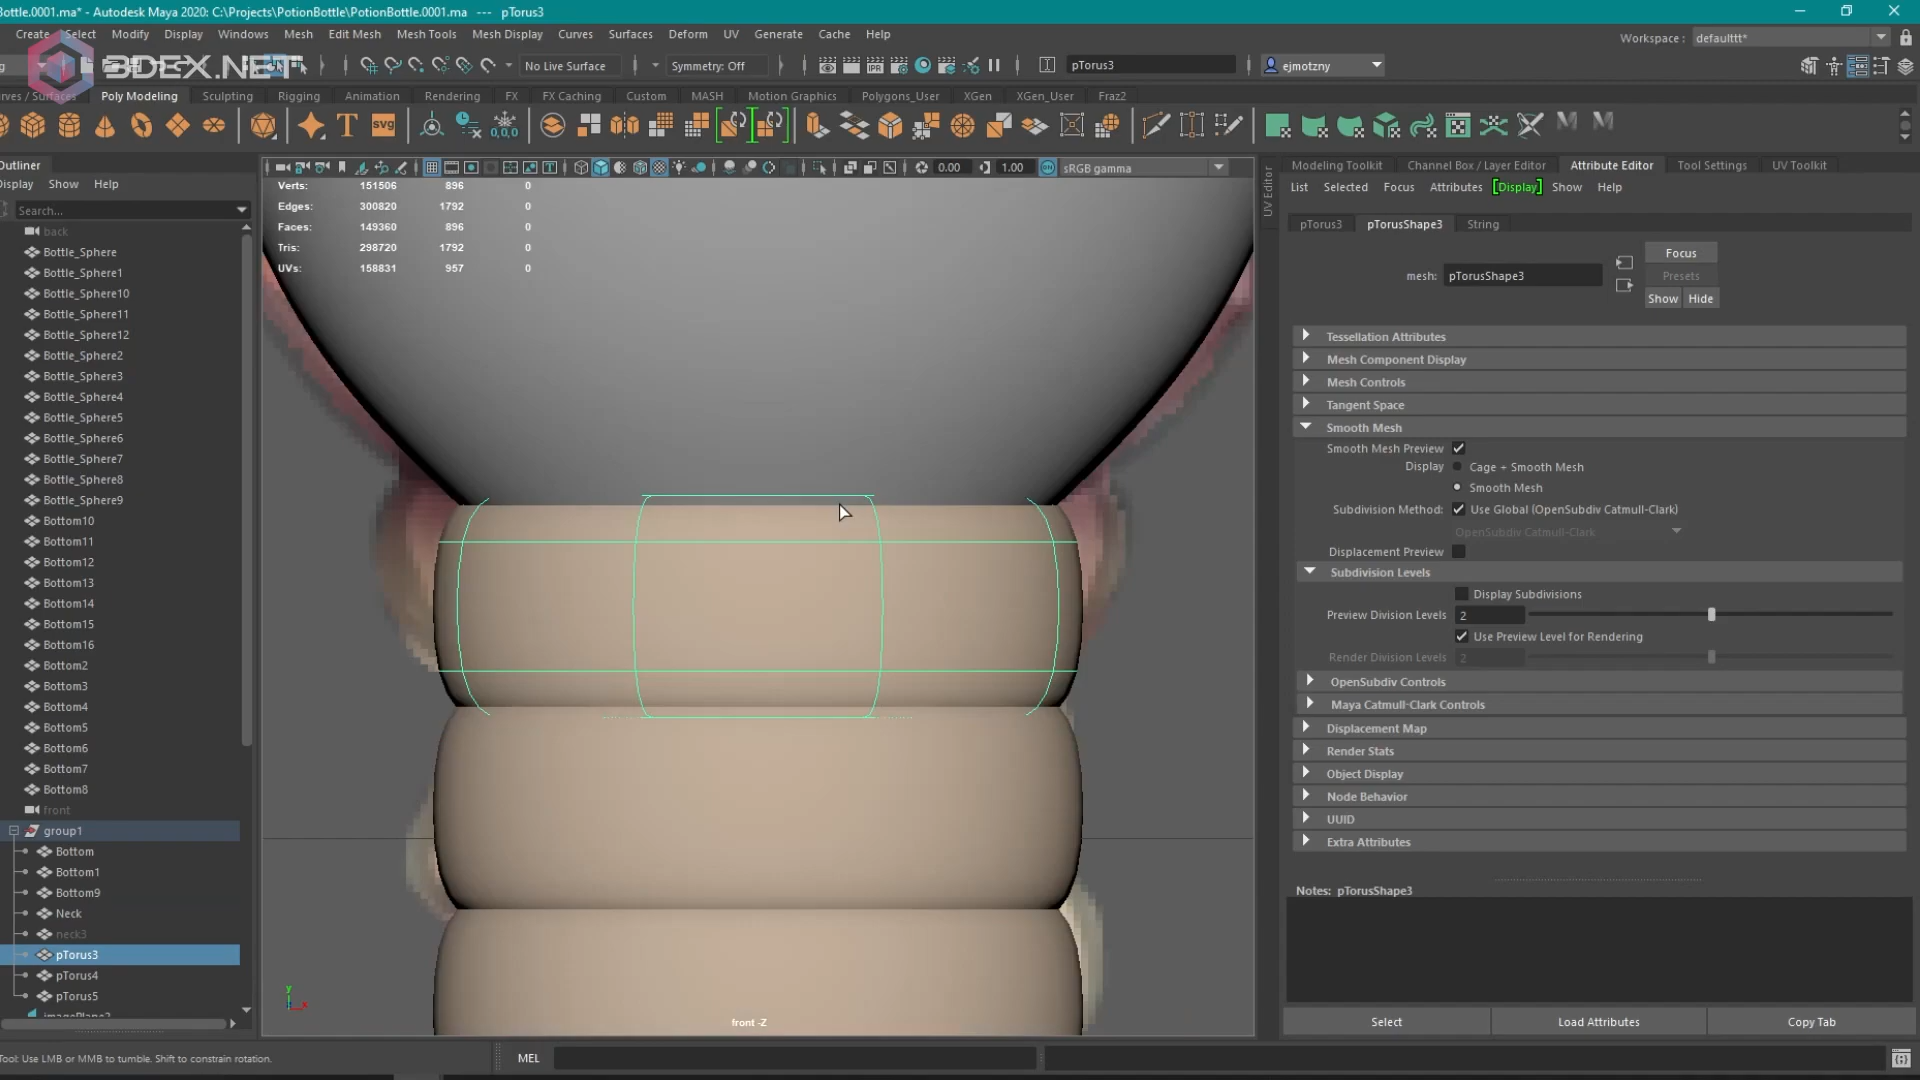 Bottle.0001.ma* - Autodesk Maya 2020: C:\Projects\PotionBottle\PotionBottle.0001.ma --- pTorus3
Create Select Modify Display Windows Mesh Edit Mesh Mesh Tools Mesh Display Curves Surfaces Deform UV Generate Cache Help
Workspace : defaulttt*
3DEX.NET
No Live Surface
Symmetry: Off
pTorus3
ejmotzny
rves / Surfaces Poly Modeling Sculpting Rigging Animation Rendering FX FX Caching Custom MASH Motion Graphics Polygons_User XGen XGen_User Arnold Fraz2
SVG
0,0,0
Outliner
Display Show Help
Search...
back
Bottle_Sphere
Bottle_Sphere1
Bottle_Sphere10
Bottle_Sphere11
Bottle_Sphere12
Bottle_Sphere2
Bottle_Sphere3
Bottle_Sphere4
Bottle_Sphere5
Bottle_Sphere6
Bottle_Sphere7
Bottle_Sphere8
Bottle_Sphere9
Bottom10
Bottom11
Bottom12
Bottom13
Bottom14
Bottom15
Bottom16
Bottom2
Bottom3
Bottom4
Bottom5
Bottom6
Bottom7
Bottom8
front
group1
Bottom
Bottom1
Bottom9
Neck
neck3
pTorus3
pTorus4
pTorus5
imagePlane2
0.00
1.00
sRGB gamma
Verts: 151506 896 0
Edges: 300820 1792 0
Faces: 149360 896 0
Tris: 298720 1792 0
UVs: 158831 957 0
front -Z
y
x
UV Editor
Modeling Toolkit Channel Box / Layer Editor Attribute Editor Tool Settings UV Toolkit
List Selected Focus Attributes Display Show Help
pTorus3 pTorusShape3 String
mesh: pTorusShape3
Focus
Presets
Show Hide
Tessellation Attributes
Mesh Component Display
Mesh Controls
Tangent Space
Smooth Mesh
Smooth Mesh Preview
Display Cage + Smooth Mesh
Smooth Mesh
Subdivision Method: Use Global (OpenSubdiv Catmull-Clark)
OpenSubdiv Catmull-Clark
Displacement Preview
Subdivision Levels
Display Subdivisions
Preview Division Levels 2
Use Preview Level for Rendering
Render Division Levels 2
OpenSubdiv Controls
Maya Catmull-Clark Controls
Displacement Map
Render Stats
Object Display
Node Behavior
UUID
Extra Attributes
Notes: pTorusShape3
Select Load Attributes Copy Tab
Tool: Use LMB or MMB to tumble. Shift to constrain rotation.
MEL